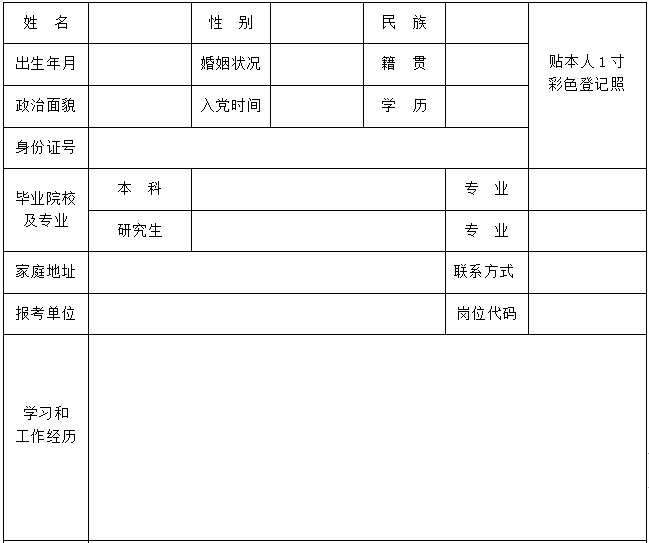 姓 名 性 别 民 族
贴本人1寸
彩色登记照
出生年月 婚姻状况 籍 贯
政治面貌 入党时间 学 历
身份证号
毕业院校
及专业
本 科 专 业
研究生 专 业
家庭地址 联系方式
报考单位 岗位代码
学习和
工作经历